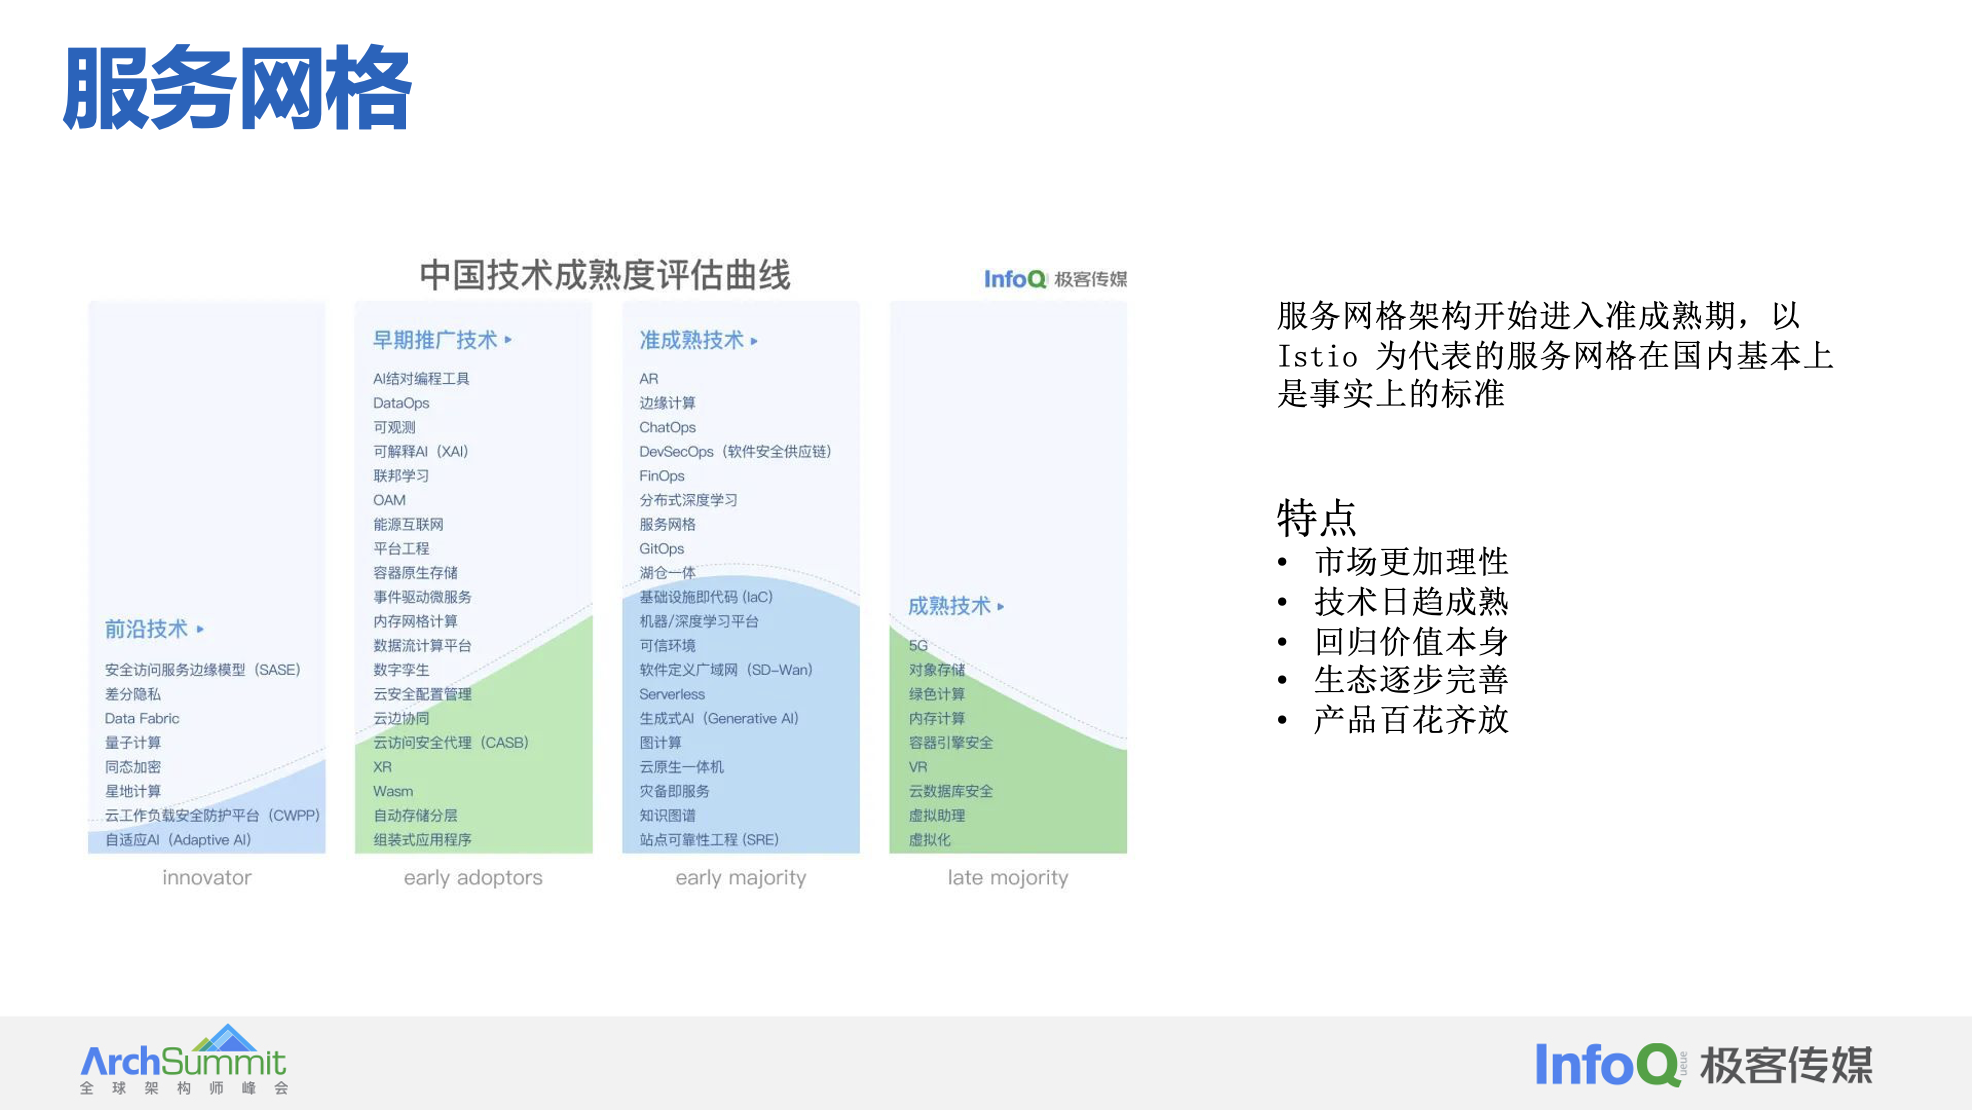 服务网格
中国技术成熟度评估曲线
InfoQ 极客传媒
前沿技术
安全访问服务边缘模型（SASE）
差分隐私
Data Fabric
量子计算
同态加密
星地计算
云工作负载安全防护平台（CWPP）
自适应AI（Adaptive AI）
innovator
早期推广技术
AI结对编程工具
DataOps
可观测
可解释AI（XAI）
联邦学习
OAM
能源互联网
平台工程
容器原生存储
事件驱动微服务
内存网格计算
数据流计算平台
数字孪生
云安全配置管理
云边协同
云访问安全代理（CASB）
XR
Wasm
自动存储分层
组装式应用程序
early adoptors
准成熟技术
AR
边缘计算
ChatOps
DevSecOps（软件安全供应链）
FinOps
分布式深度学习
服务网格
GitOps
湖仓一体
基础设施即代码 (IaC)
机器/深度学习平台
可信环境
软件定义广域网（SD-Wan）
Serverless
生成式AI（Generative AI）
图计算
云原生一体机
灾备即服务
知识图谱
站点可靠性工程 (SRE)
early majority
成熟技术
5G
对象存储
绿色计算
内存计算
容器引擎安全
VR
云数据库安全
虚拟助理
虚拟化
late mojority
服务网格架构开始进入准成熟期，以
Istio 为代表的服务网格在国内基本上
是事实上的标准
特点
• 市场更加理性
• 技术日趋成熟
• 回归价值本身
• 生态逐步完善
• 产品百花齐放
ArchSummit
全球架构师峰会
InfoQ ueue 极客传媒